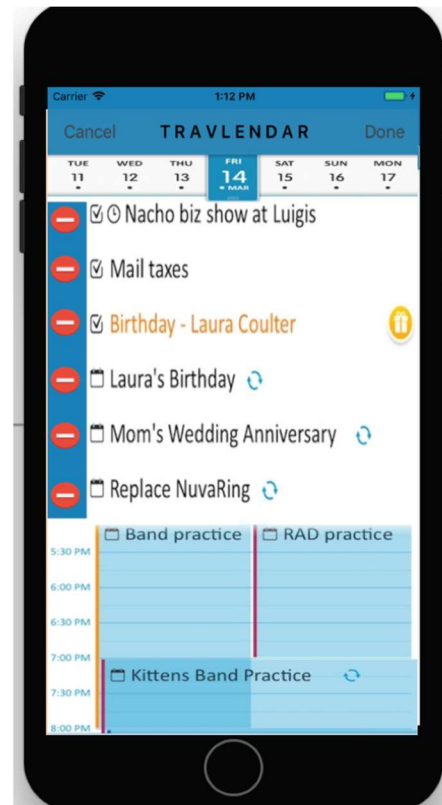 Carrier 1:12 PM
Cancel TRAVLENDAR Done
TUE WED THU FRI SAT SUN MON
11 12 13 14 15 16 17
MAR
Nacho biz show at Luigis
Mail taxes
Birthday - Laura Coulter
Laura's Birthday
Mom's Wedding Anniversary
Replace NuvaRing
Band practice RAD practice
5:30 PM
6:00 PM
6:30 PM
7:00 PM
Kittens Band Practice
7:30 PM
8:00 PM